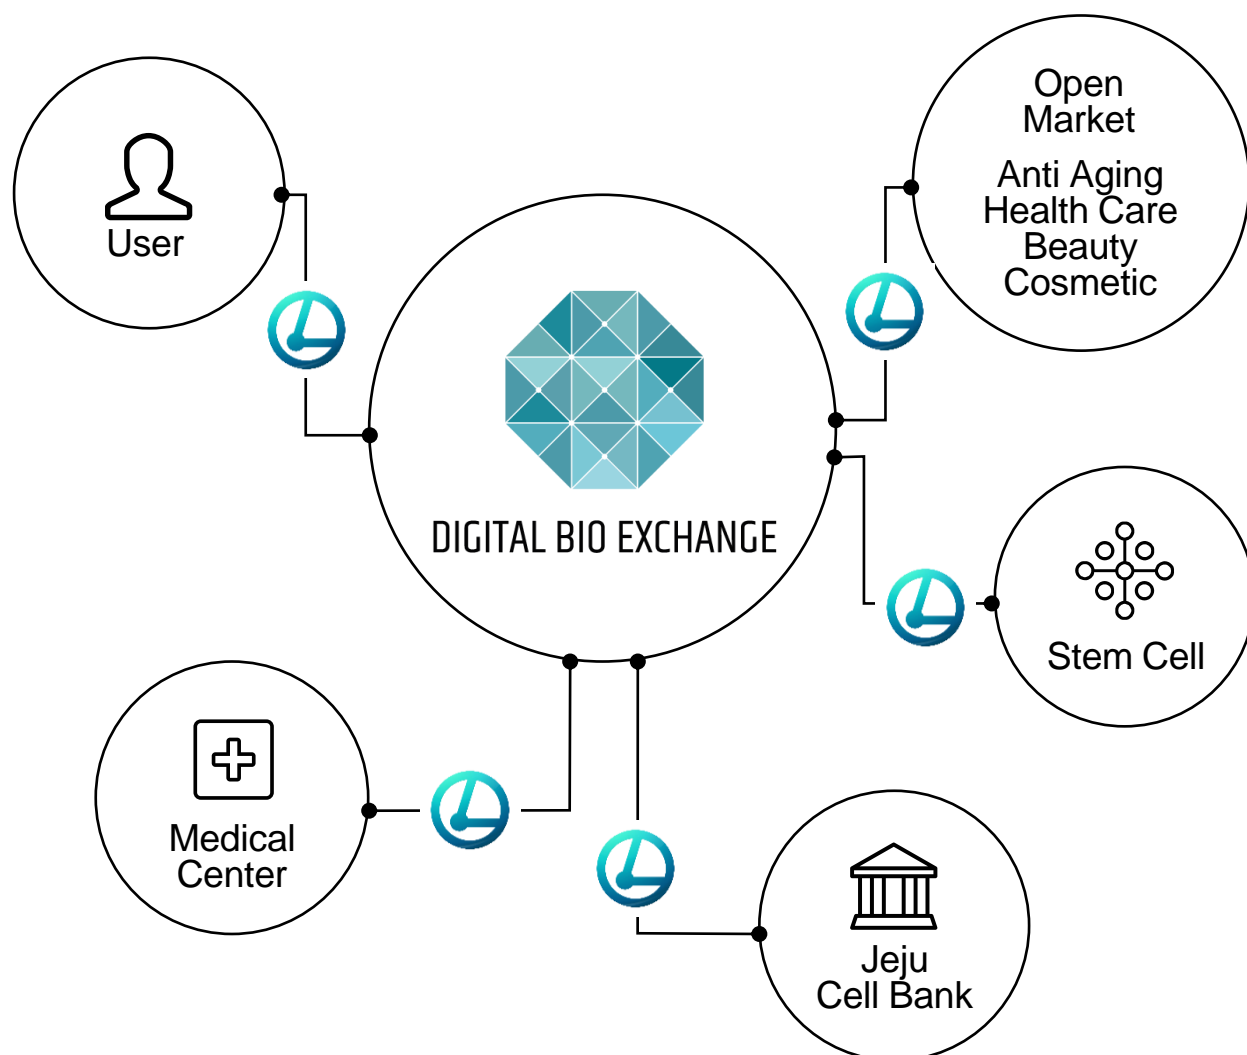 User
Open
Market
Anti Aging
Health Care
Beauty
Cosmetic
DIGITAL BIO EXCHANGE
Stem Cell
Medical
Center
Jeju
Cell Bank